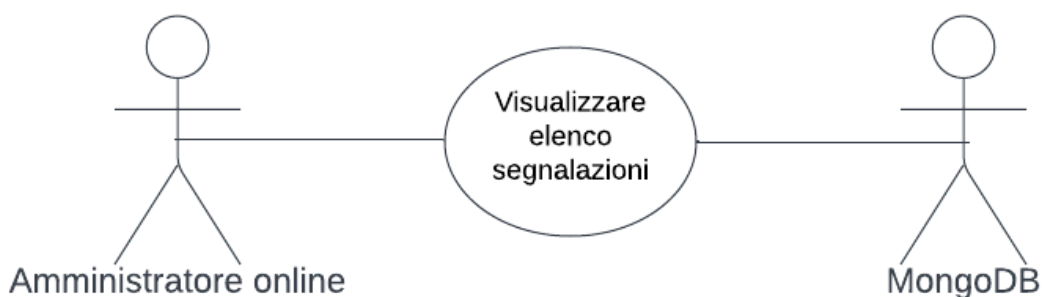 Visualizzare
elenco
segnalazioni
Amministratore online
MongoDB